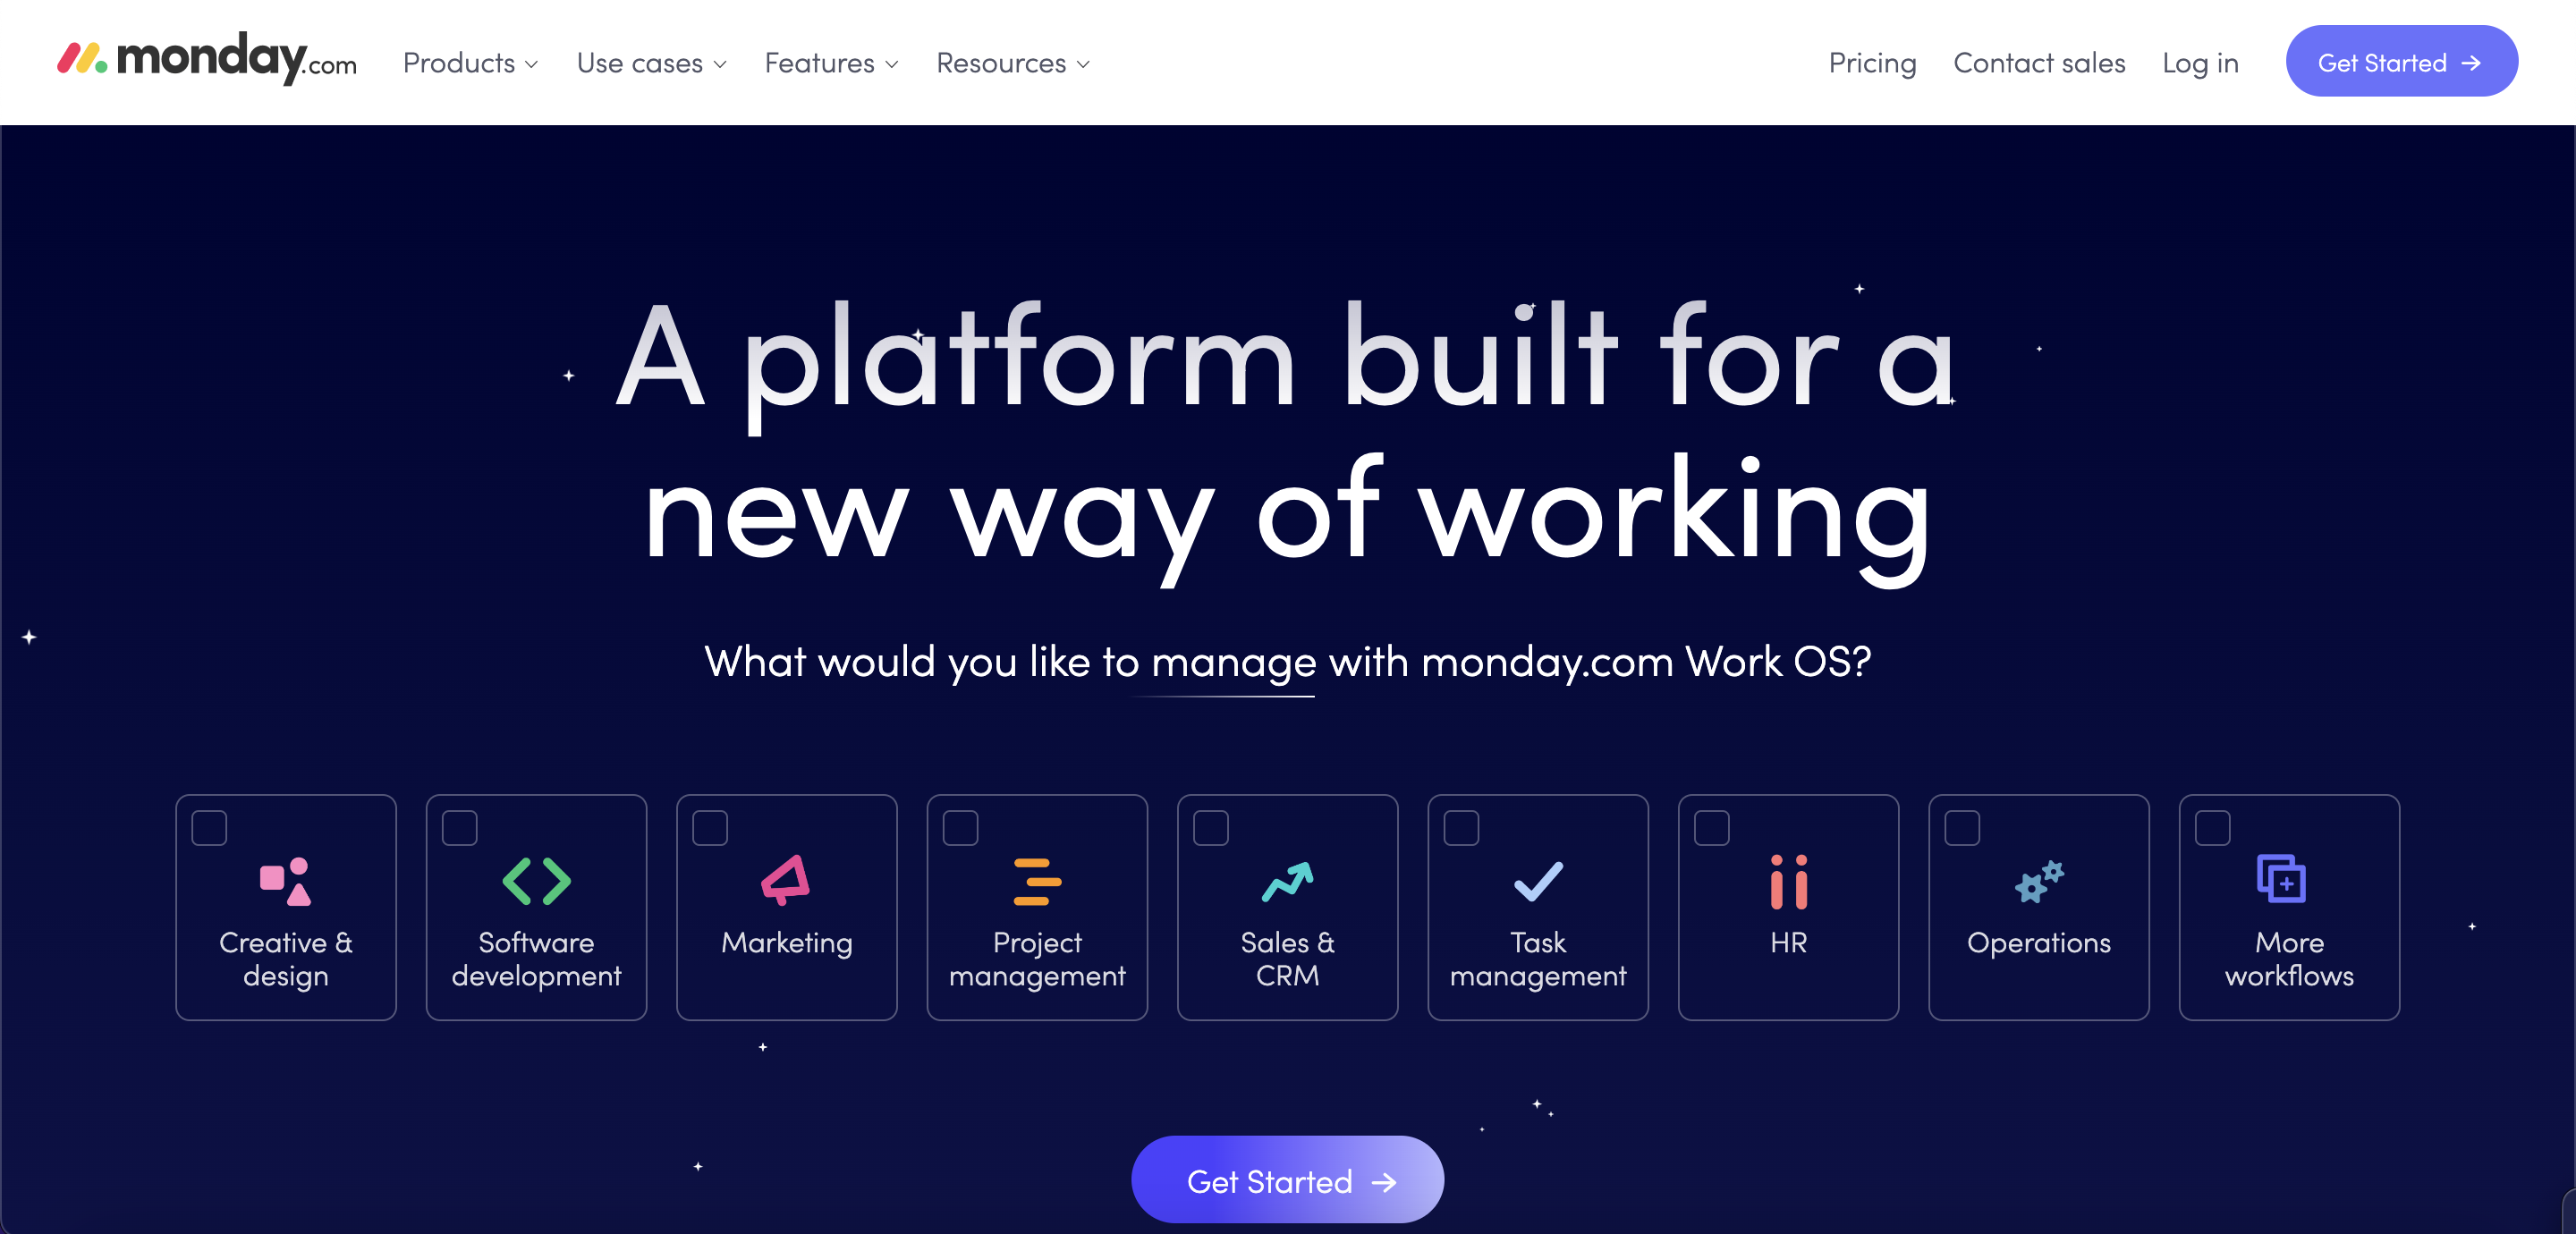 monday.com
Products
Use cases
Features
Resources
Pricing
Contact sales
Log in
Get Started
A platform built for a
new way of working
What would you like to manage with monday.com Work OS?
Creative &
design
Software
development
Marketing
Project
management
Sales &
CRM
Task
management
HR
Operations
More
workflows
Get Started